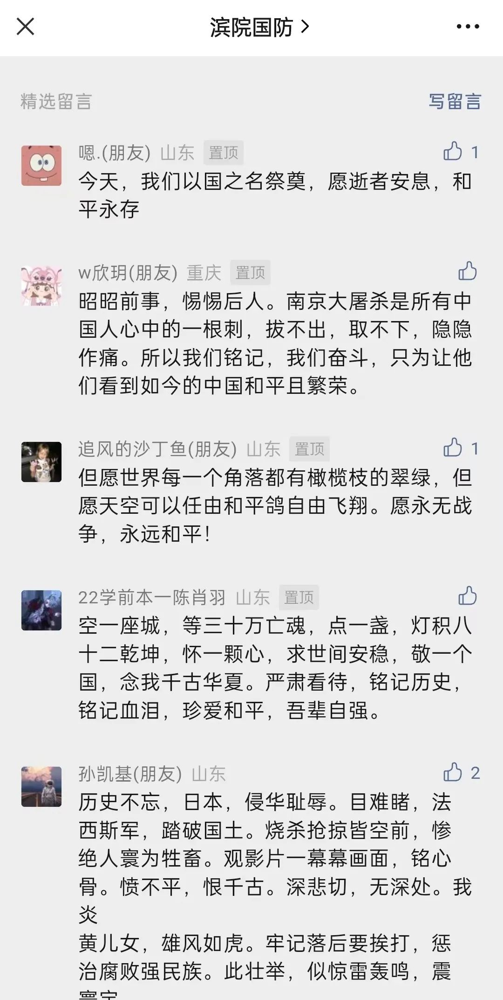 滨院国防
精选留言
写留言
嗯.(朋友) 山东 置顶 1
今天，我们以国之名祭奠，愿逝者安息，和
平永存
w欣玥(朋友) 重庆 置顶
昭昭前事，惕惕后人。南京大屠杀是所有中
国人心中的一根刺，拔不出，取不下，隐隐
作痛。所以我们铭记，我们奋斗，只为让他
们看到如今的中国和平且繁荣。
追风的沙丁鱼(朋友) 山东 置顶 1
但愿世界每一个角落都有橄榄枝的翠绿，但
愿天空可以任由和平鸽自由飞翔。愿永无战
争，永远和平！
22学前本一陈肖羽 山东 置顶
空一座城，等三十万亡魂，点一盏，灯积八
十二乾坤，怀一颗心，求世间安稳，敬一个
国，念我千古华夏。严肃看待，铭记历史，
铭记血泪，珍爱和平，吾辈自强。
孙凯基(朋友) 山东 2
历史不忘，日本，侵华耻辱。目难睹，法
西斯军，踏破国土。烧杀抢掠皆空前，惨
绝人寰为牲畜。观影片一幕幕画面，铭心
骨。愤不平，恨千古。深悲切，无深处。我
炎
黄儿女，雄风如虎。牢记落后要挨打，惩
治腐败强民族。此壮举，似惊雷轰鸣，震
寰宇